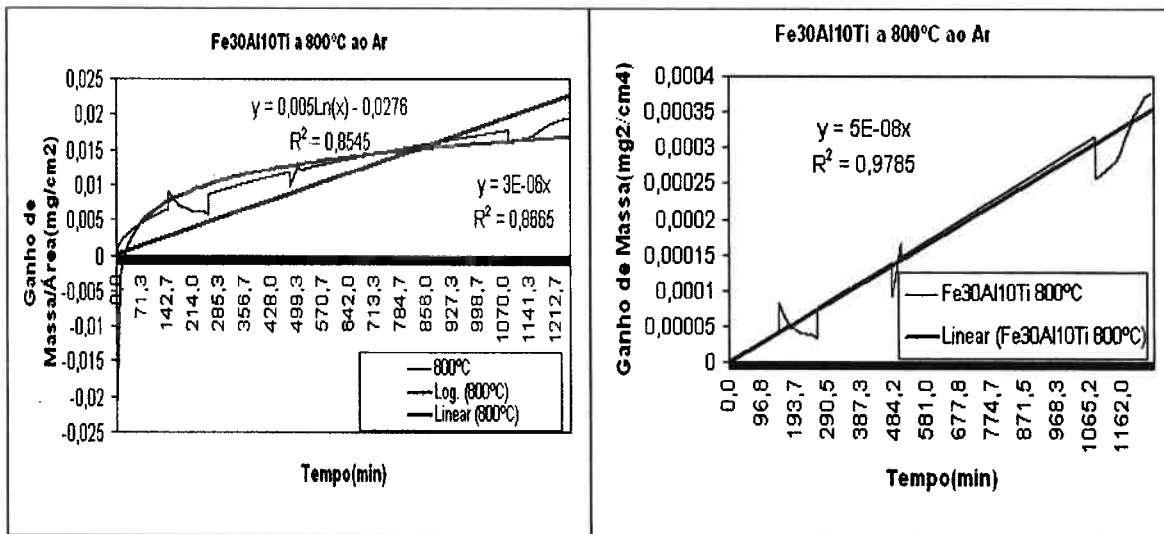 Fe30Al10Ti a 800ºC ao Ar
Ganho de
Massa/Área(mg/cm2)
0,025
0,02
0,015
0,01
0,005
0
-0,005
-0,01
-0,015
-0,02
-0,025
y = 0,005Ln(x) - 0,0276
R² = 0,8545
y = 3E-06x
R² = 0,8665
0,0
71,3
142,7
214,0
285,3
356,7
428,0
499,3
570,7
642,0
713,3
784,7
858,0
927,3
998,7
1070,0
1141,3
1212,7
800ºC
Log. (800ºC)
Linear (800ºC)
Tempo(min)
Fe30Al10Ti a 800ºC ao Ar
Ganho de Massa(mg2/cm4)
0,0004
0,00035
0,0003
0,00025
0,0002
0,00015
0,0001
0,00005
0
y = 5E-08x
R² = 0,9785
Fe30Al10Ti 800ºC
Linear (Fe30Al10Ti 800ºC)
0,0
96,8
193,7
290,5
387,3
484,2
581,0
677,8
774,7
871,5
968,3
1065,2
1162,0
Tempo(min)